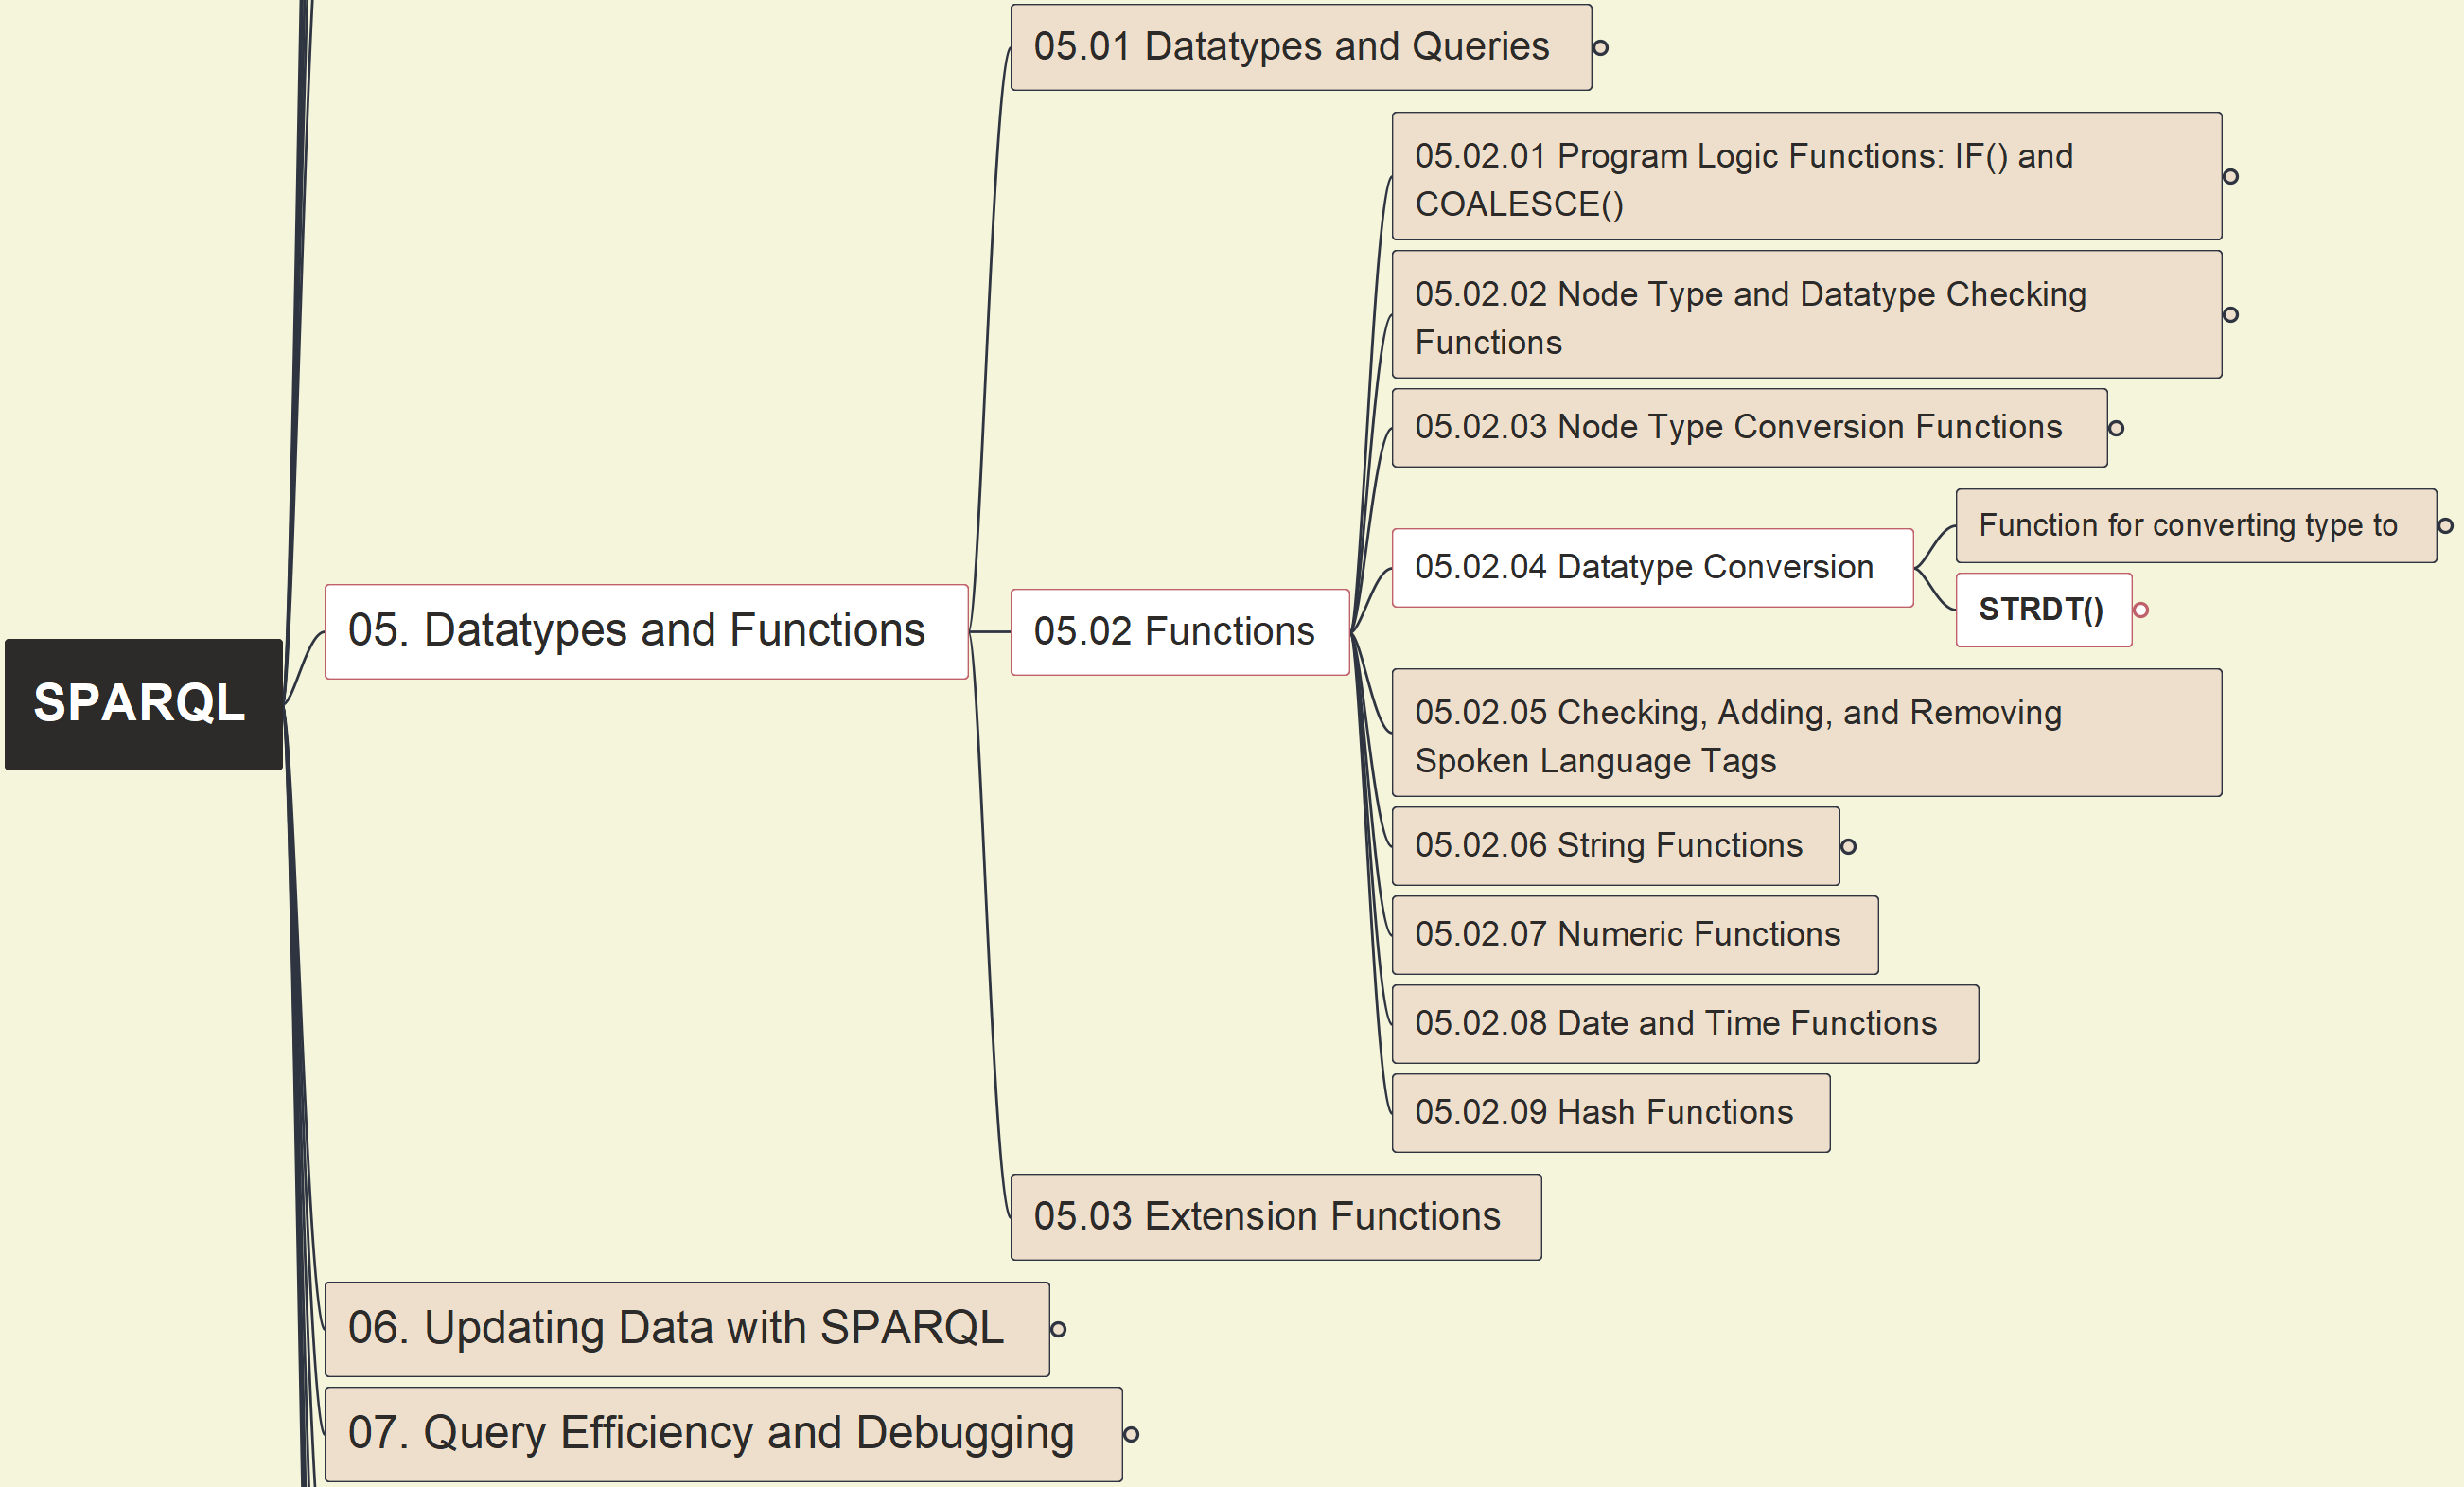 05.01 Datatypes and Queries
05.02.01 Program Logic Functions: IF() and
COALESCE()
05.02.02 Node Type and Datatype Checking
Functions
05.02.03 Node Type Conversion Functions
Function for converting type to
05.02.04 Datatype Conversion
STRDT()
05. Datatypes and Functions
05.02 Functions
SPARQL
05.02.05 Checking, Adding, and Removing
Spoken Language Tags
05.02.06 String Functions
05.02.07 Numeric Functions
05.02.08 Date and Time Functions
05.02.09 Hash Functions
05.03 Extension Functions
06. Updating Data with SPARQL
07. Query Efficiency and Debugging